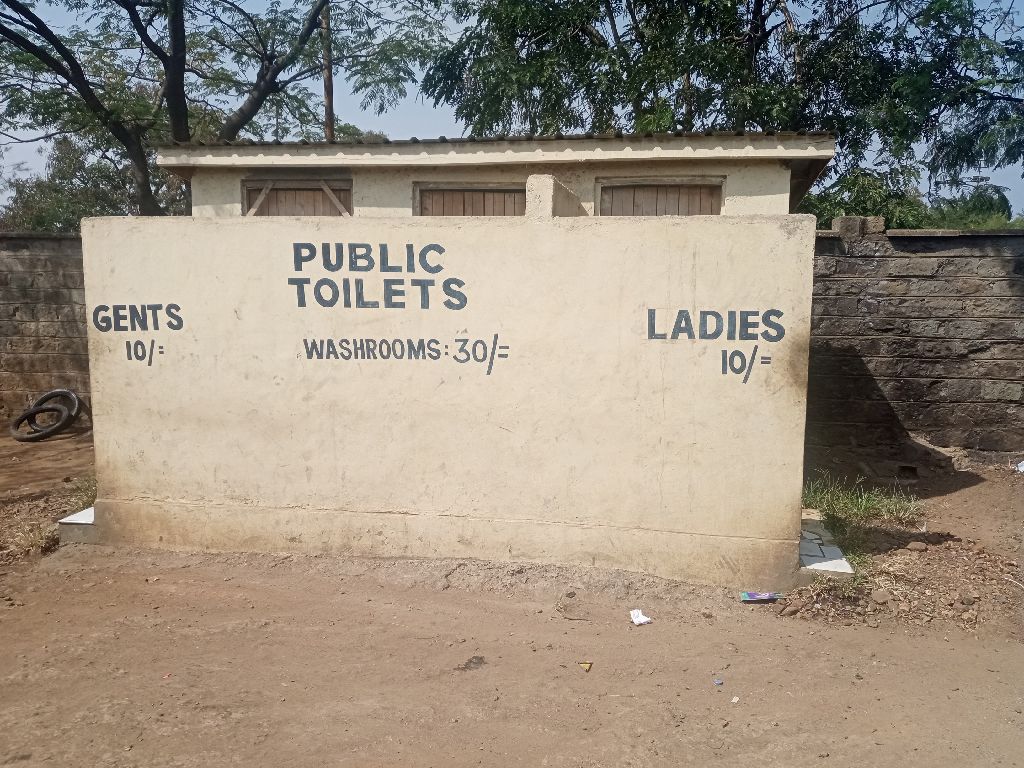 PUBLIC
TOILETS
GENTS
10/=
WASHROOMS: 30/=
LADIES
10/=